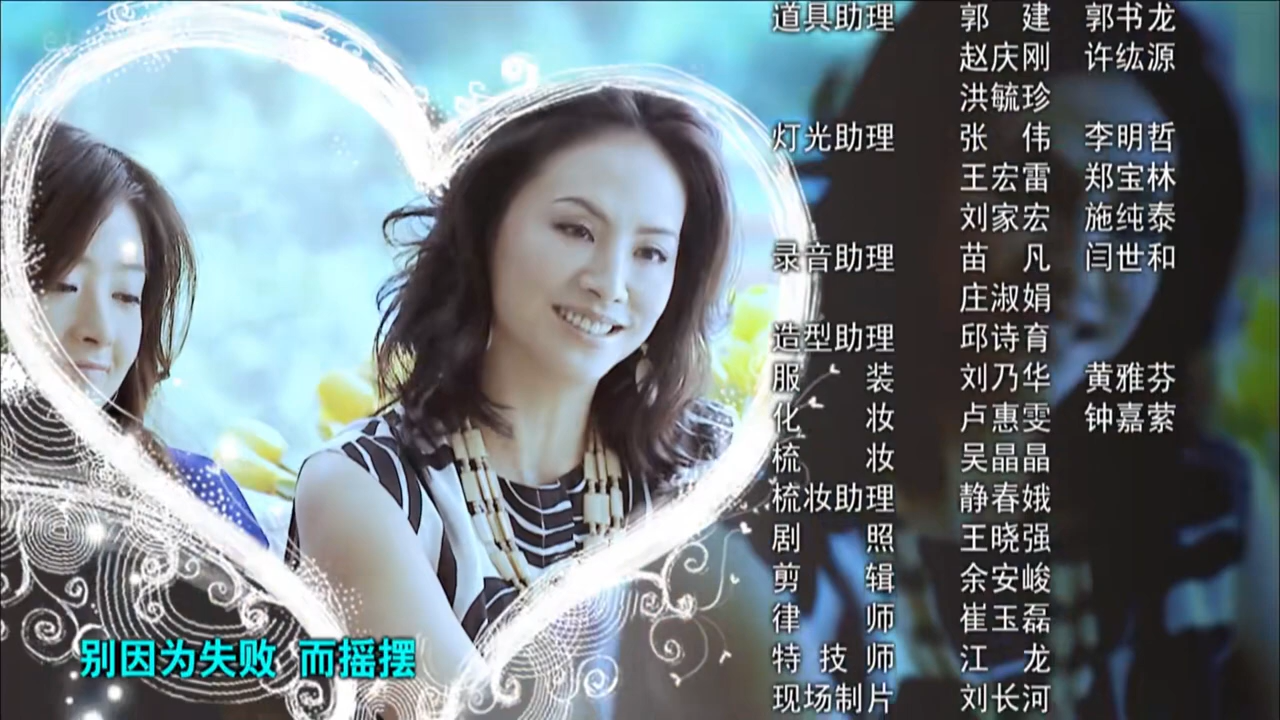 道具助理 郭建 郭书龙
赵庆刚 许纮源
洪毓珍
灯光助理 张伟 李明哲
王宏雷 郑宝林
刘家宏 施纯泰
录音助理 苗凡 闫世和
庄淑娟
造型助理 邱诗育
服装 刘乃华 黄雅芬
化妆 卢惠雯 钟嘉萦
梳妆 吴晶晶
梳妆助理 静春娥
剧照 王晓强
剪辑 余安峻
律师 崔玉磊
特技师 江龙
现场制片 刘长河
别因为失败 而摇摆